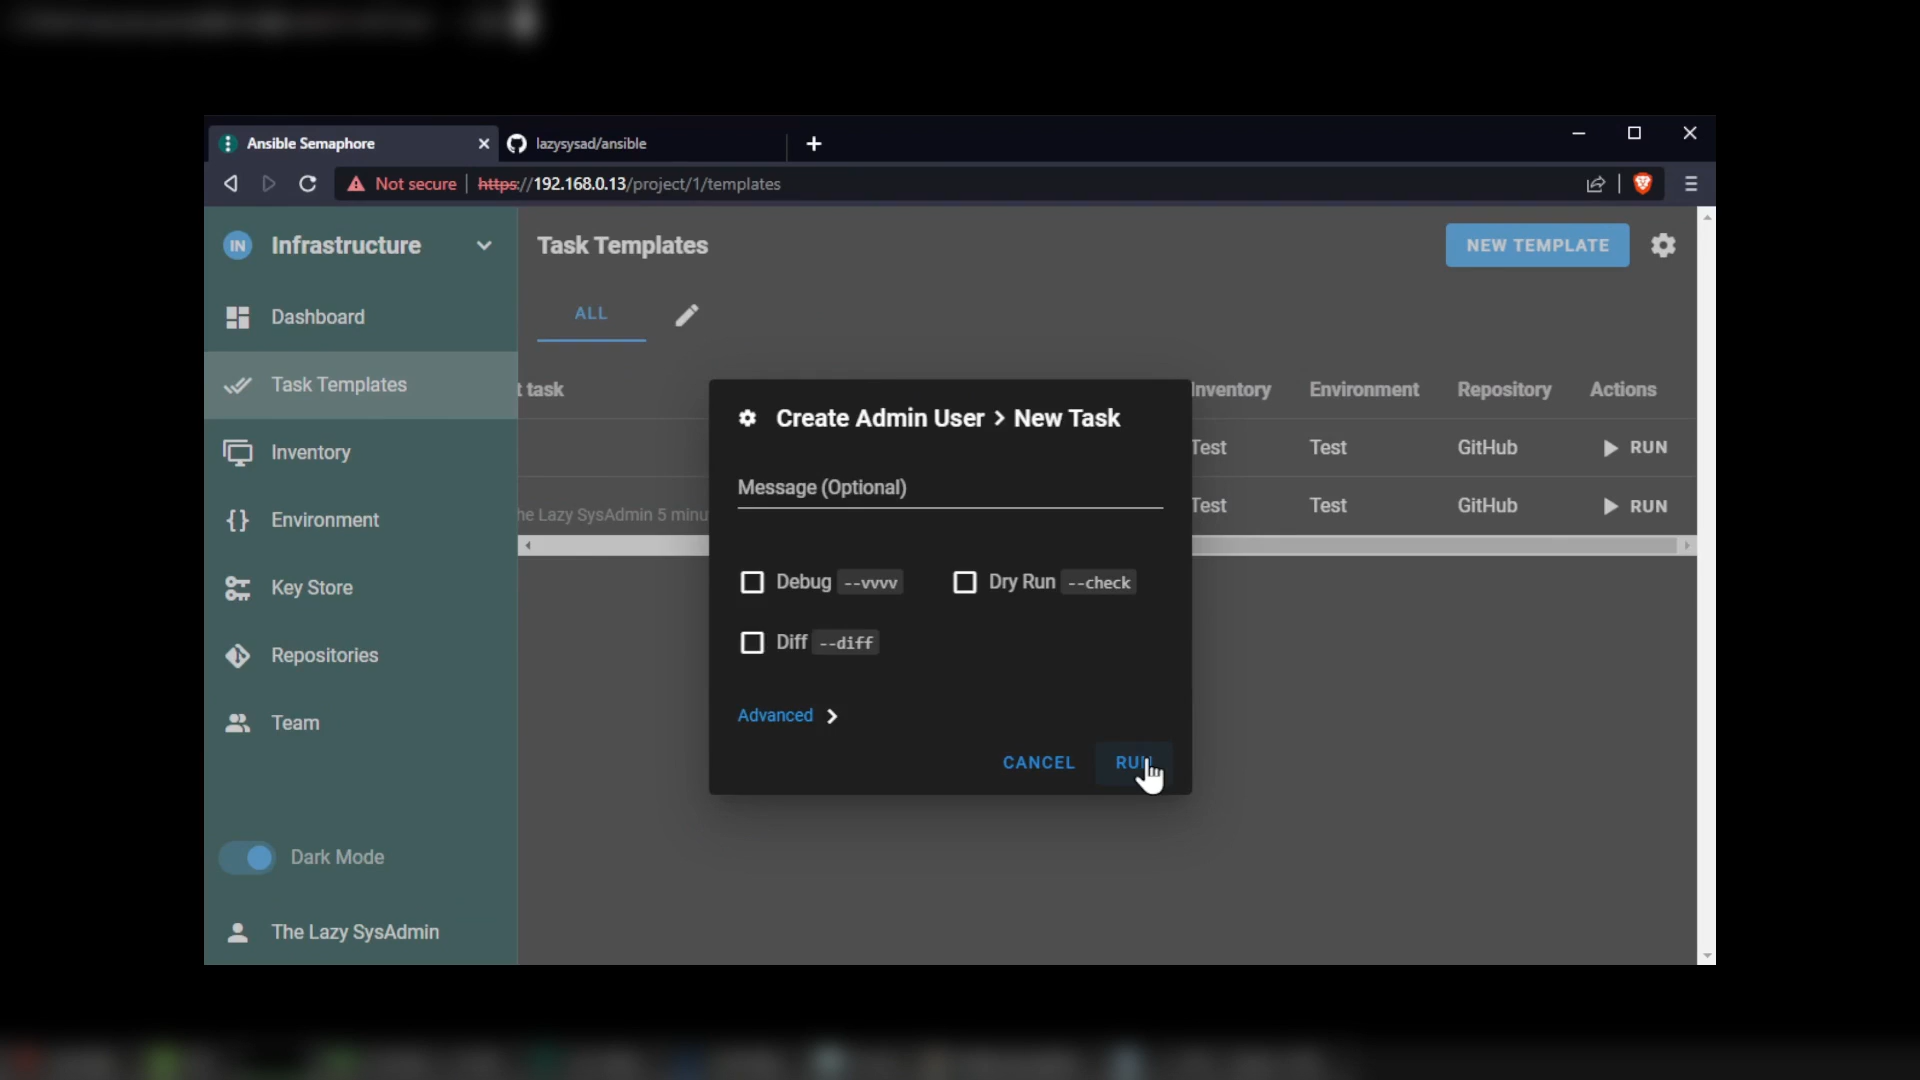 Ansible Semaphore
lazysysad/ansible
Not secure
https://192.168.0.13/project/1/templates
IN
Infrastructure
Dashboard
Task Templates
Inventory
Environment
Key Store
Repositories
Team
Dark Mode
The Lazy SysAdmin
Task Templates
NEW TEMPLATE
ALL
t task
nventory
Environment
Repository
Actions
Test
Test
GitHub
RUN
he Lazy SysAdmin 5 minu
Test
Test
GitHub
RUN
Create Admin User > New Task
Message (Optional)
Debug --vvvv
Dry Run --check
Diff --diff
Advanced
CANCEL
RUN